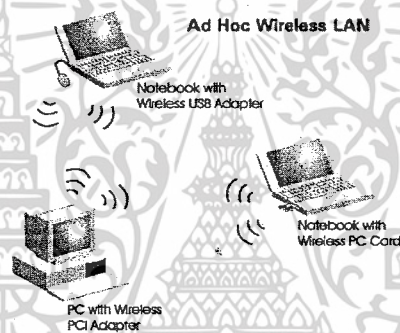 Ad Hoc Wireless LAN
Notebook with
Wireless USB Adapter
Notebook with
Wireless PC Card
PC with Wireless
PCI Adapter